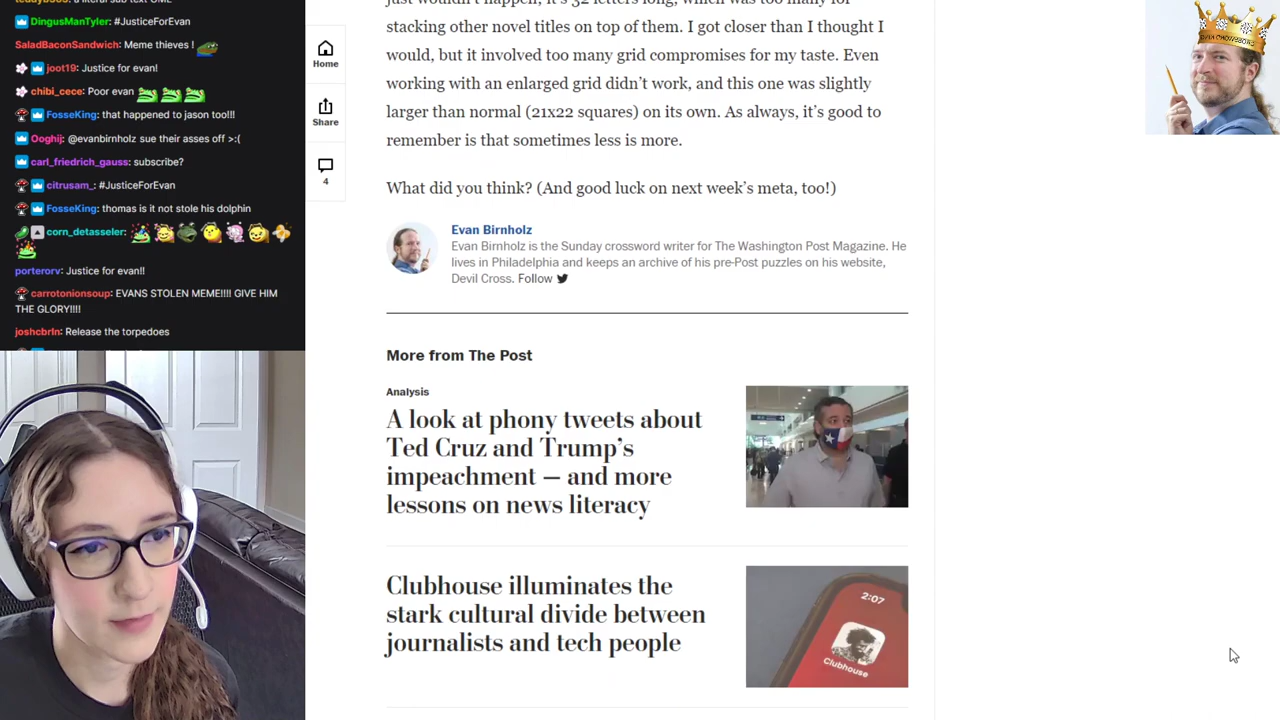 DingusManTyler: #JusticeForEvan
SaladBaconSandwich: Meme thieves !
joot19: Justice for evan!
chibi_cece: Poor evan
FosseKing: that happened to jason too!!!
Ooghij: @evanbirnholz sue their asses off >:(
carl_friedrich_gauss: subscribe?
citrusam_: #JusticeForEvan
FosseKing: thomas is it not stole his dolphin
corn_detasseler:
porterorv: Justice for evan!!
carrotonionsoup: EVANS STOLEN MEME!!!! GIVE HIM
THE GLORY!!!!
joshcbrln: Release the torpedoes
Home
Share
4
stacking other novel titles on top of them. I got closer than I thought I
would, but it involved too many grid compromises for my taste. Even
working with an enlarged grid didn’t work, and this one was slightly
larger than normal (21x22 squares) on its own. As always, it’s good to
remember is that sometimes less is more.
What did you think? (And good luck on next week’s meta, too!)
Evan Birnholz
Evan Birnholz is the Sunday crossword writer for The Washington Post Magazine. He
lives in Philadelphia and keeps an archive of his pre-Post puzzles on his website,
Devil Cross. Follow
More from The Post
Analysis
A look at phony tweets about
Ted Cruz and Trump’s
impeachment — and more
lessons on news literacy
Clubhouse illuminates the
stark cultural divide between
journalists and tech people
2:07
Clubhouse